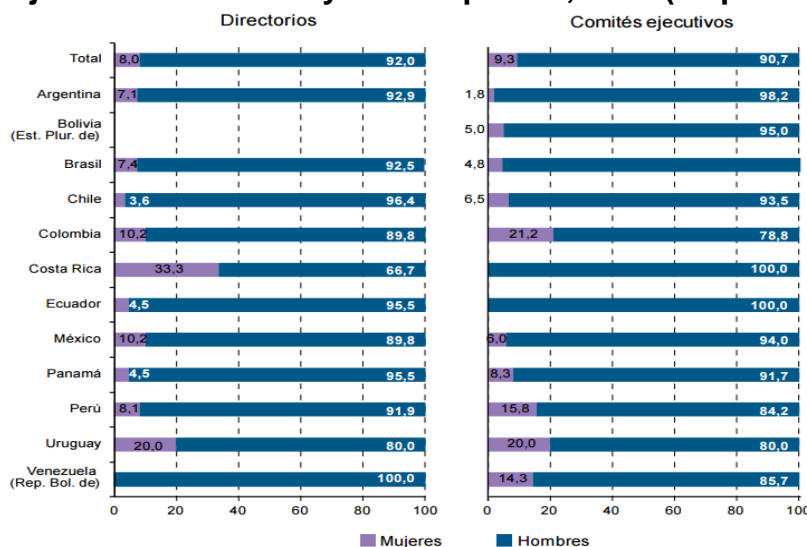 Directorios
Comités ejecutivos
Total 8,0 92,0 9,3 90,7
Argentina 7,1 92,9 1,8 98,2
Bolivia
(Est. Plur. de) 5,0 95,0
Brasil 7,4 92,5 4,8
Chile 3,6 96,4 6,5 93,5
Colombia 10,2 89,8 21,2 78,8
Costa Rica 33,3 66,7 100,0
Ecuador 4,5 95,5 100,0
México 10,2 89,8 6,0 94,0
Panamá 4,5 95,5 8,3 91,7
Perú 8,1 91,9 15,8 84,2
Uruguay 20,0 80,0 20,0 80,0
Venezuela
(Rep. Bol. de) 100,0 14,3 85,7
0 20 40 60 80 100 0 20 40 60 80 100
Mujeres Hombres